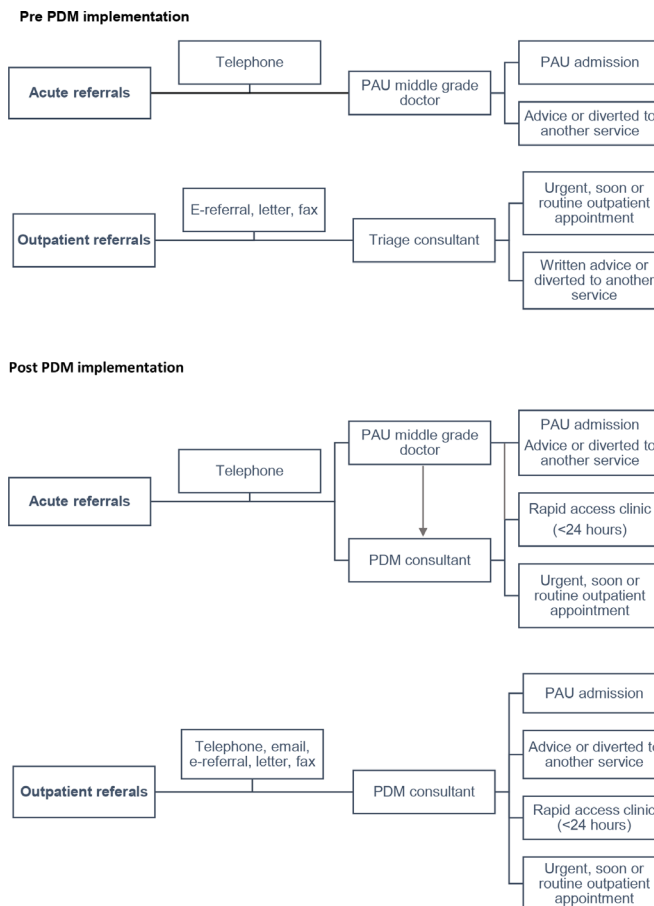 Pre PDM implementation
Telephone
Acute referrals
PAU middle grade
doctor
PAU admission
Advice or diverted to
another service
E-referral, letter, fax
Outpatient referrals
Triage consultant
Urgent, soon or
routine outpatient
appointment
Written advice or
diverted to another
service
Post PDM implementation
Telephone
Acute referrals
PAU middle grade
doctor
PDM consultant
PAU admission
Advice or diverted to
another service
Rapid access clinic
(<24 hours)
Urgent, soon or
routine outpatient
appointment
Telephone, email,
e-referral, letter, fax
Outpatient referrals
PDM consultant
PAU admission
Advice or diverted to
another service
Rapid access clinic
(<24 hours)
Urgent, soon or
routine outpatient
appointment